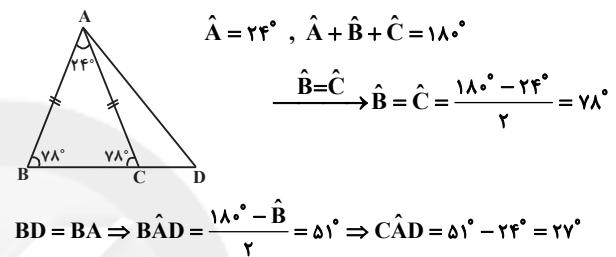 A
۲۴°
۷۸° ۷۸°
B C D
Â = ۲۴° , Â + B̂ + Ĉ = ۱۸۰°
B̂=Ĉ → B̂ = Ĉ = (۱۸۰° − ۲۴°)/۲ = ۷۸°
BD = BA ⇒ BÂD = (۱۸۰° − B̂)/۲ = ۵۱° ⇒ CÂD = ۵۱° − ۲۴° = ۲۷°